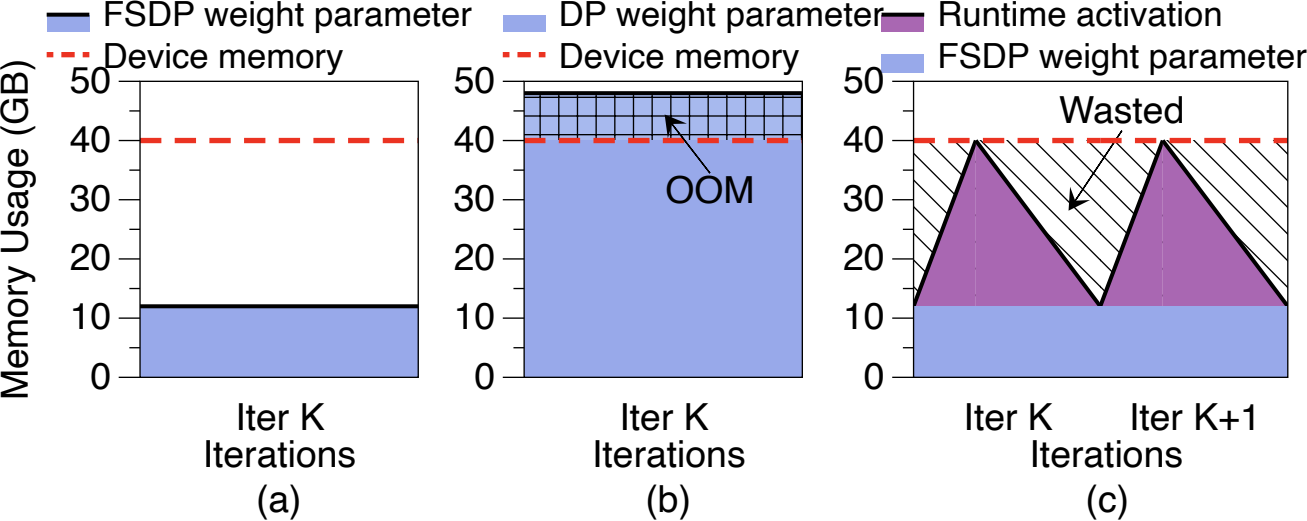 FSDP weight parameter
Device memory
DP weight parameter
Device memory
Runtime activation
FSDP weight parameter
Memory Usage (GB)
50
40
30
20
10
0
Iter K
Iterations
(a)
50
40
30
20
10
0
OOM
Iter K
Iterations
(b)
50
40
30
20
10
0
Wasted
Iter K Iter K+1
Iterations
(c)